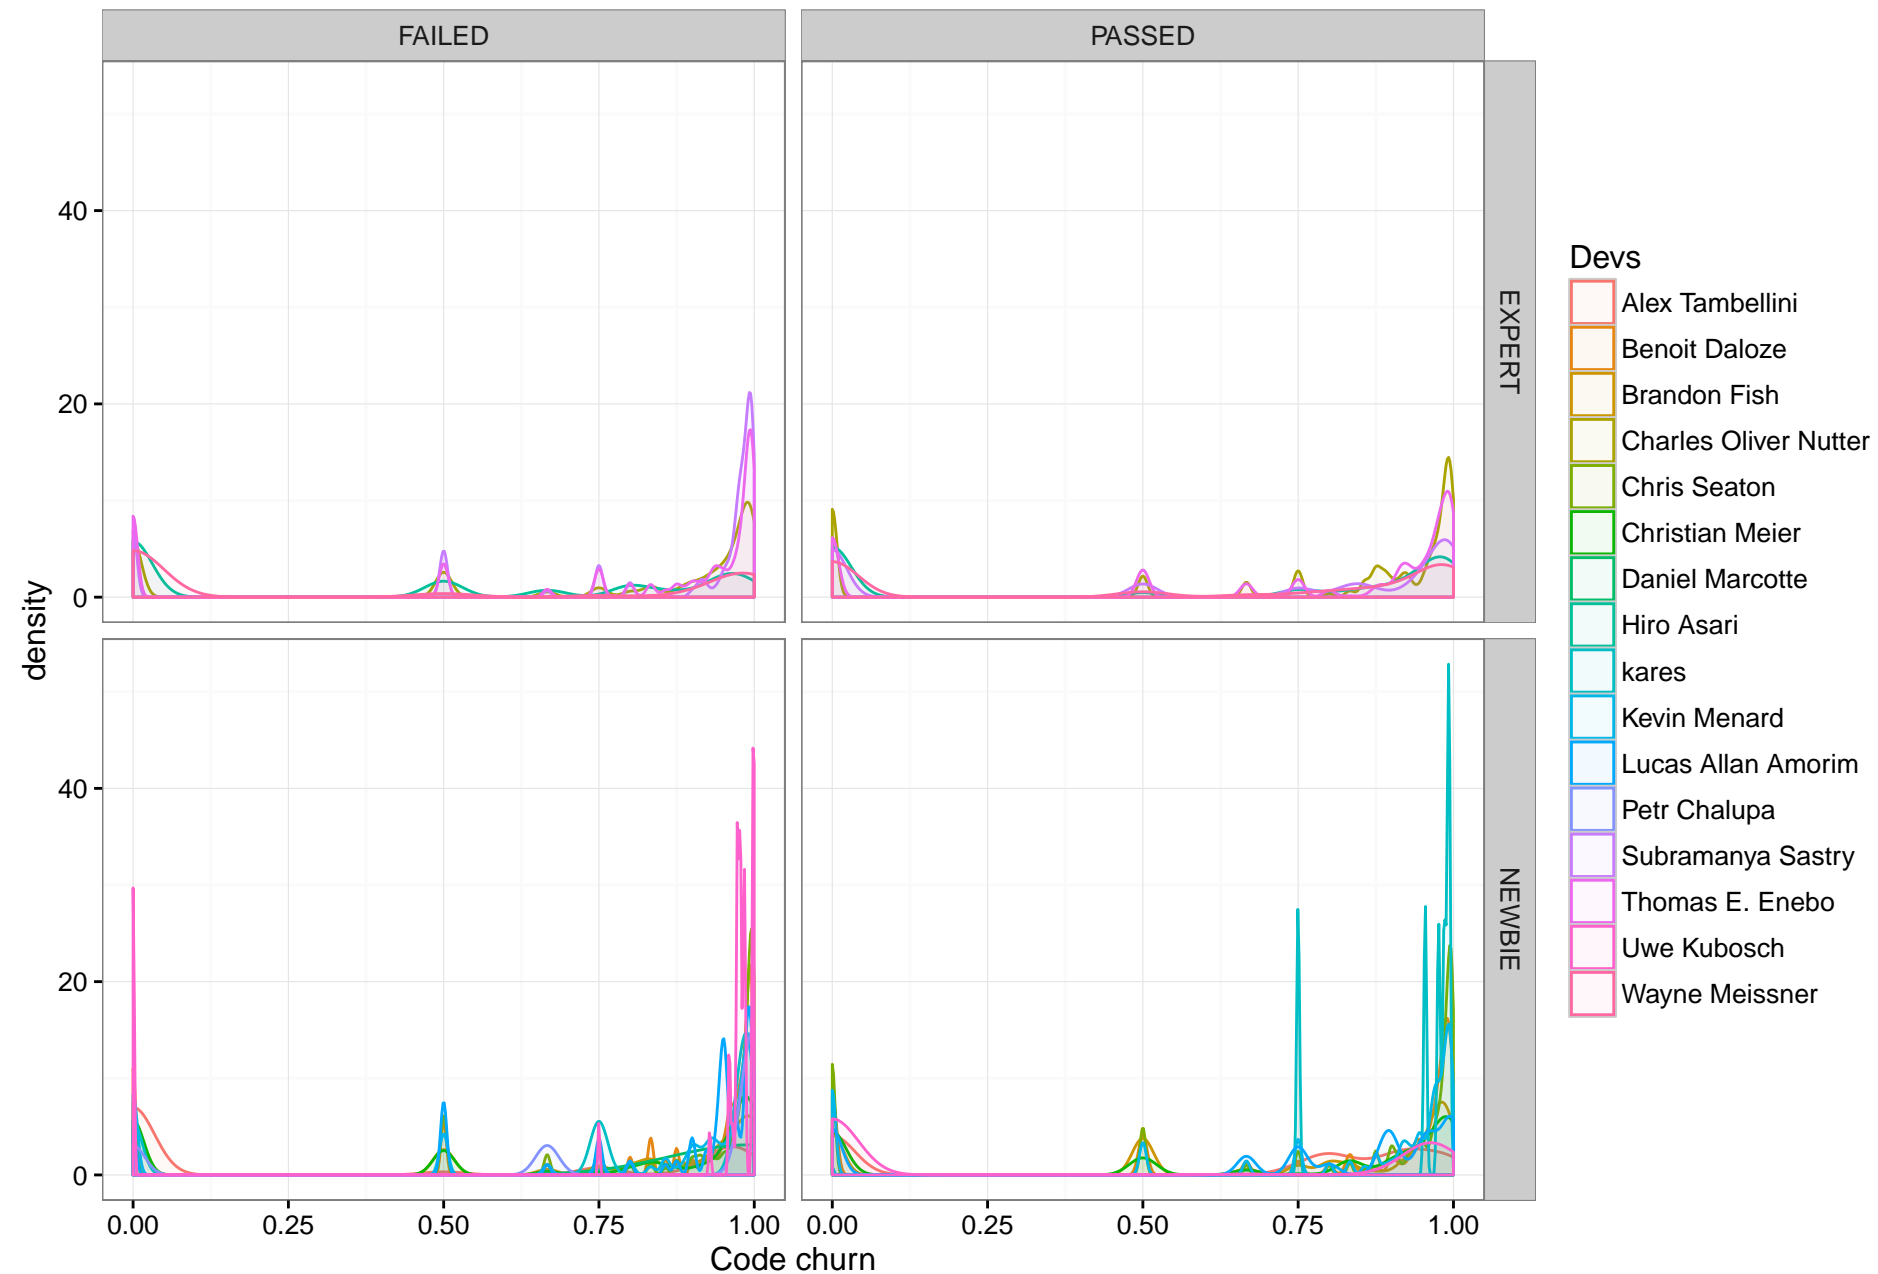 FAILED
PASSED
EXPERT
NEWBIE
40
20
0
40
20
0
density
0.00
0.25
0.50
0.75
1.00
0.00
0.25
0.50
0.75
1.00
Code churn
Devs
Alex Tambellini
Benoit Daloze
Brandon Fish
Charles Oliver Nutter
Chris Seaton
Christian Meier
Daniel Marcotte
Hiro Asari
kares
Kevin Menard
Lucas Allan Amorim
Petr Chalupa
Subramanya Sastry
Thomas E. Enebo
Uwe Kubosch
Wayne Meissner